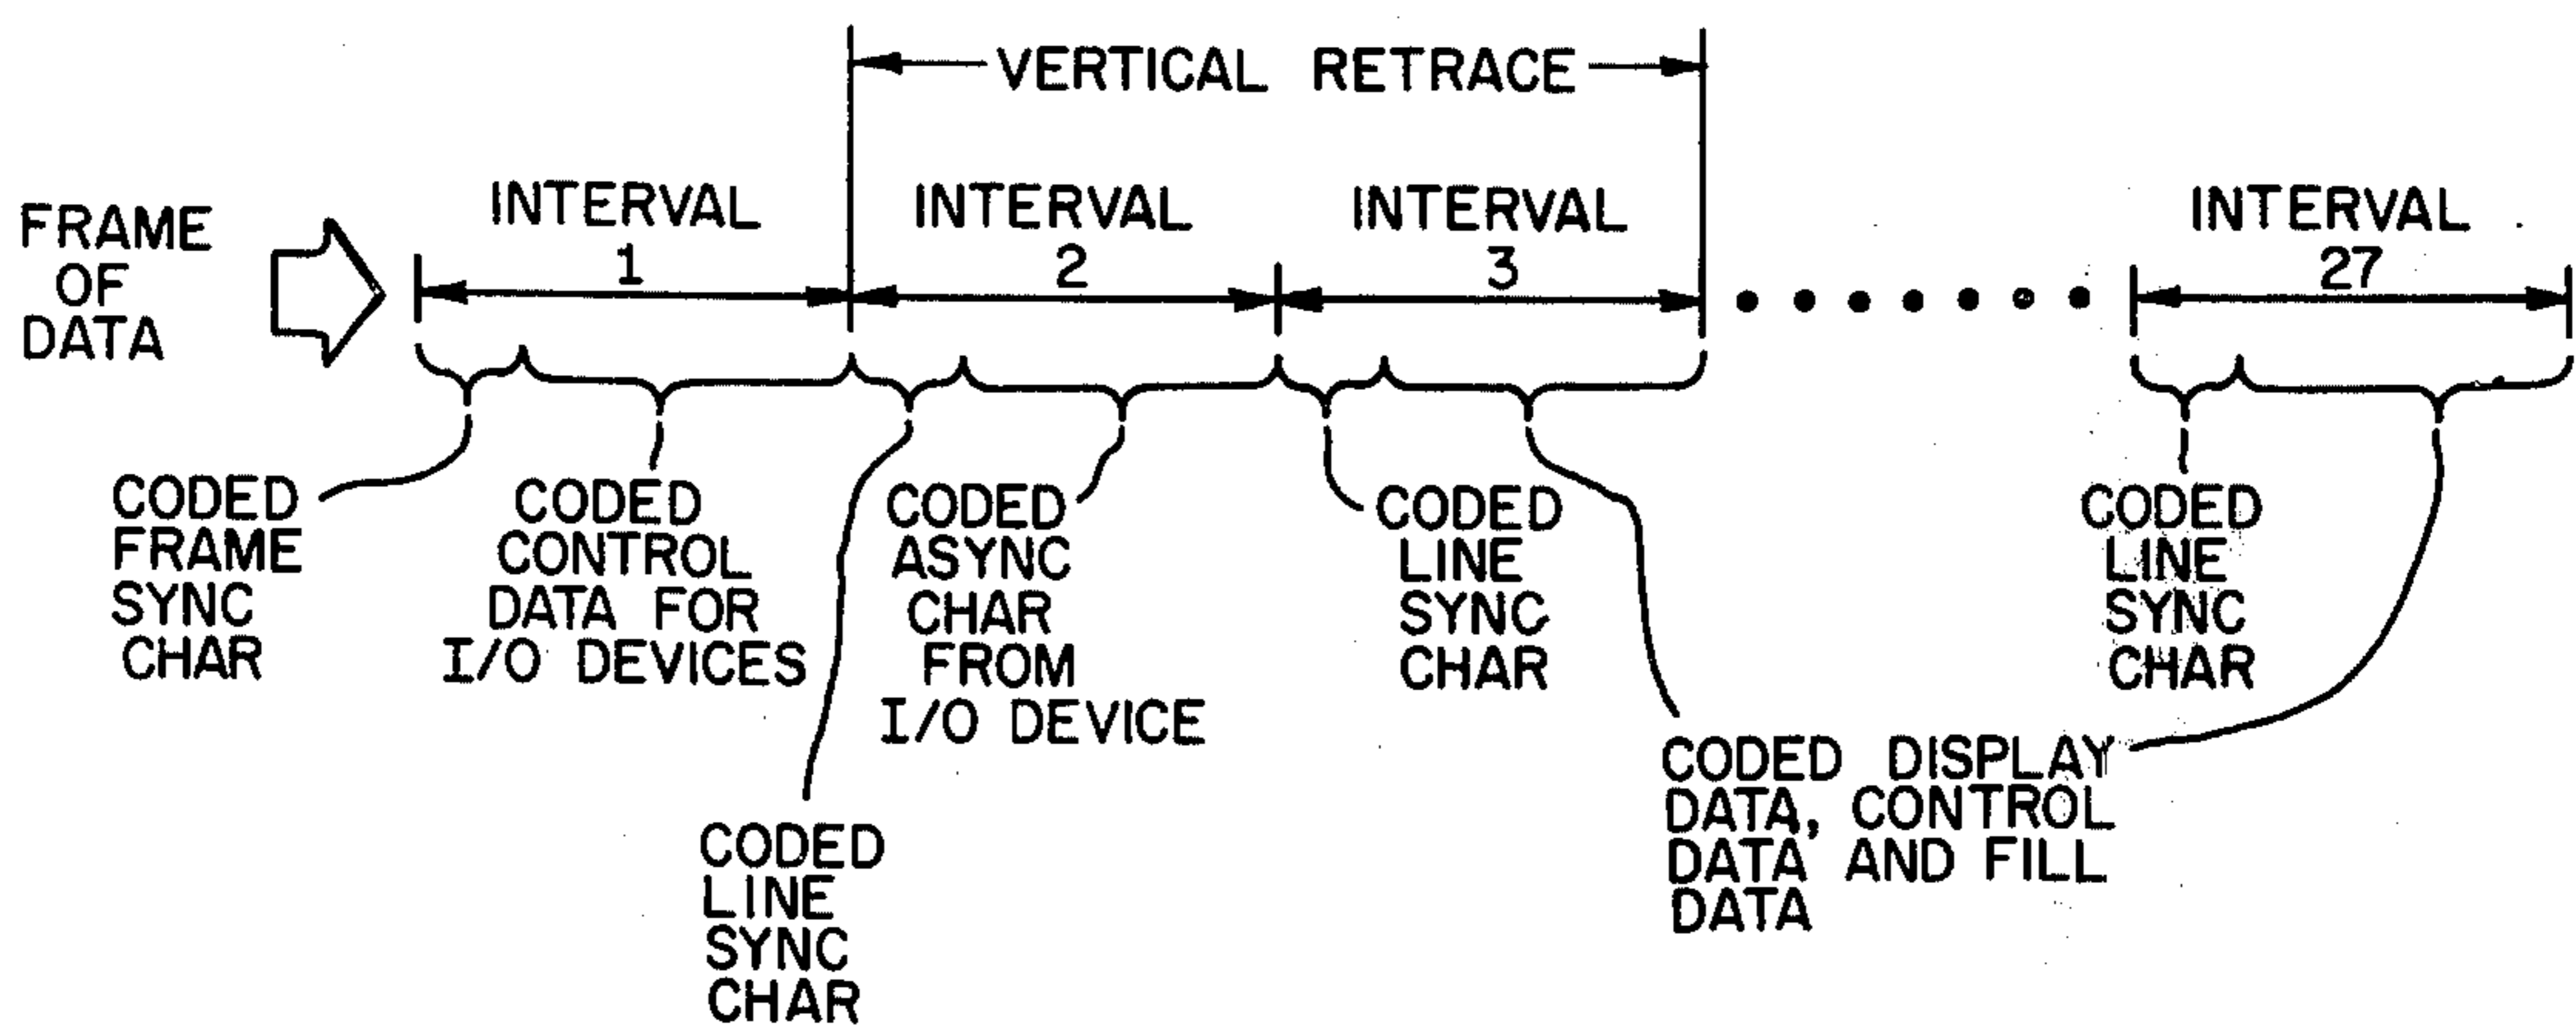 VERTICAL RETRACE
FRAME
OF
DATA
INTERVAL
1
INTERVAL
2
INTERVAL
3
INTERVAL
27
CODED
FRAME
SYNC
CHAR
CODED
CONTROL
DATA FOR
I/O DEVICES
CODED
LINE
SYNC
CHAR
CODED
ASYNC
CHAR
FROM
I/O DEVICE
CODED
LINE
SYNC
CHAR
CODED DISPLAY
DATA, CONTROL
DATA AND FILL
DATA
CODED
LINE
SYNC
CHAR